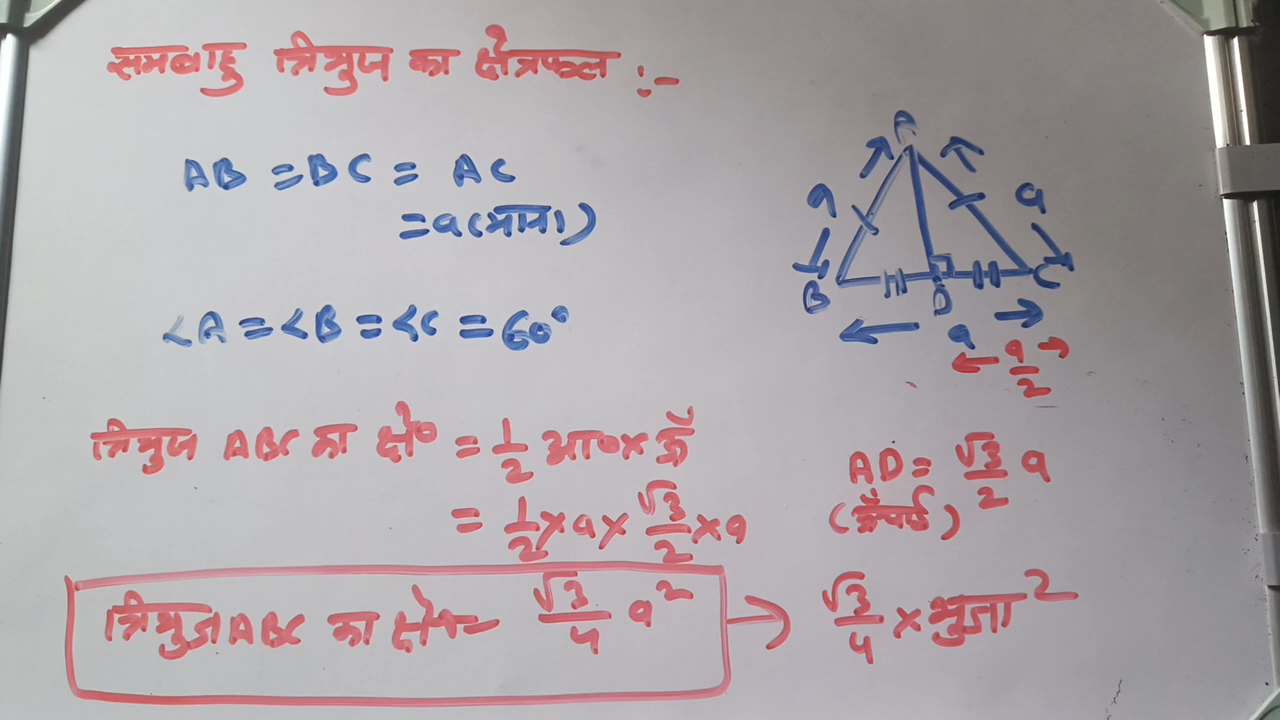 समबाहु त्रिभुज का क्षेत्रफल :-
AB = BC = AC
= a (माना)
<A = <B = <C = 60°
A
a
a
B
D
C
a
a/2
त्रिभुज ABC का क्षे० = 1/2 आ० × ऊँ
= 1/2 × a × √3/2 × a
AD = √3/2 a
(ऊँचाई)
त्रिभुज ABC का क्षे० = √3/4 a²
→ √3/4 × भुजा²